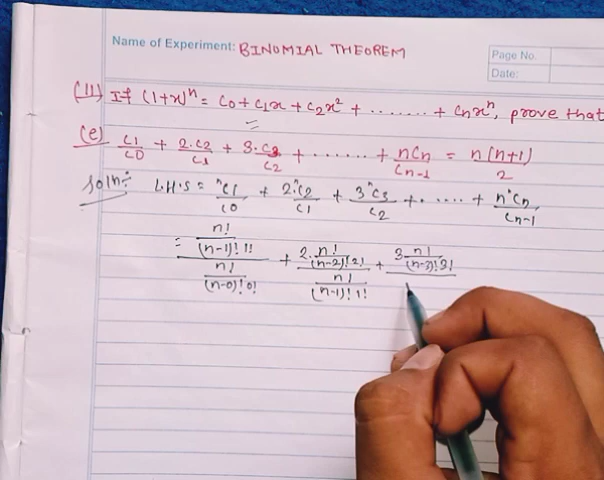 Name of Experiment: BINOMIAL THEOREM
Page No.
Date:
(11) If (1+x)^n = C0 + C1x + C2x² + ........ + Cnx^n, prove that
(e) C1/C0 + 2.C2/C1 + 3.C3/C2 + ...... + nCn/Cn-1 = n(n+1)/2
Soln:- L.H.S = ⁿC1/C0 + 2ⁿC2/C1 + 3ⁿC3/C2 + ...... + nⁿCn/Cn-1
= (n!/(n-1)!1!)/(n!/(n-0)!0!) + (2.n!/(n-2)!2!)/(n!/(n-1)!1!) + 3 n!/(n-3)!3!